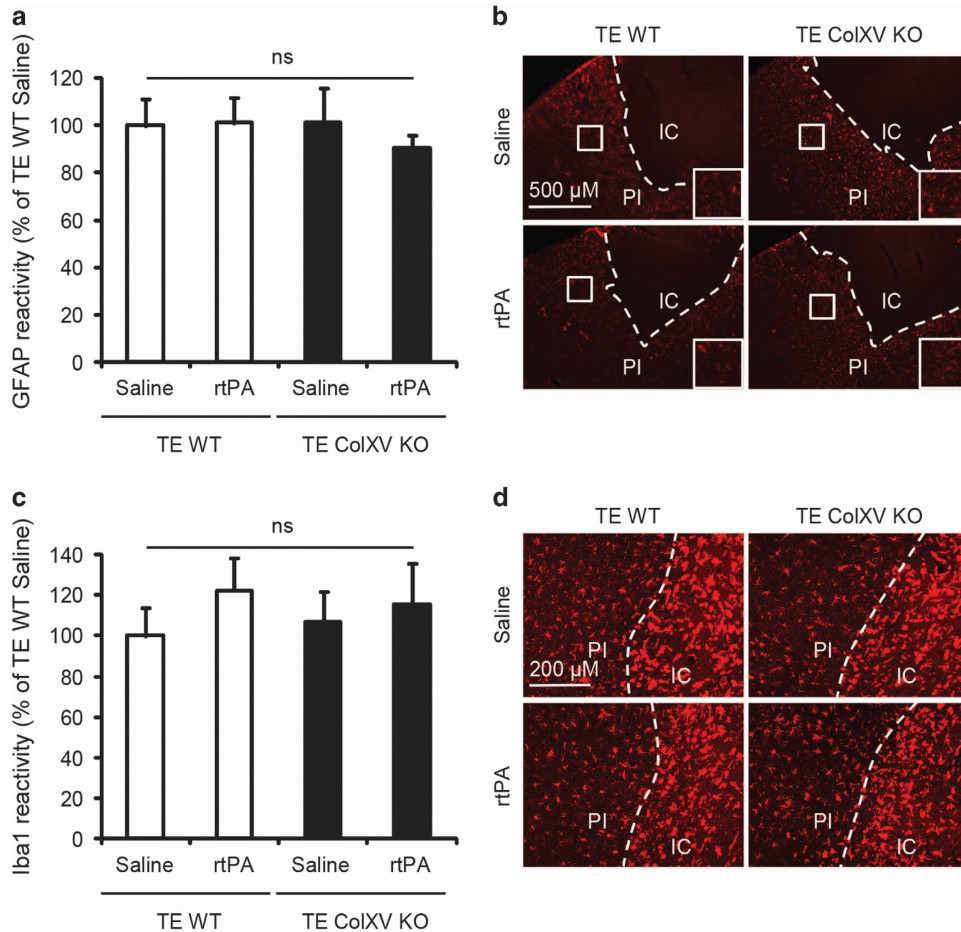 a
ns
GFAP reactivity (% of TE WT Saline)
120
100
80
60
40
20
0
Saline rtPA Saline rtPA
TE WT TE ColXV KO
b
TE WT TE ColXV KO
Saline
IC IC
500 µM PI PI
rtPA
IC IC
PI PI
c
ns
Iba1 reactivity (% of TE WT Saline)
140
120
100
80
60
40
20
0
Saline rtPA Saline rtPA
TE WT TE ColXV KO
d
TE WT TE ColXV KO
Saline
PI PI
200 µM IC IC
rtPA
PI PI
IC IC